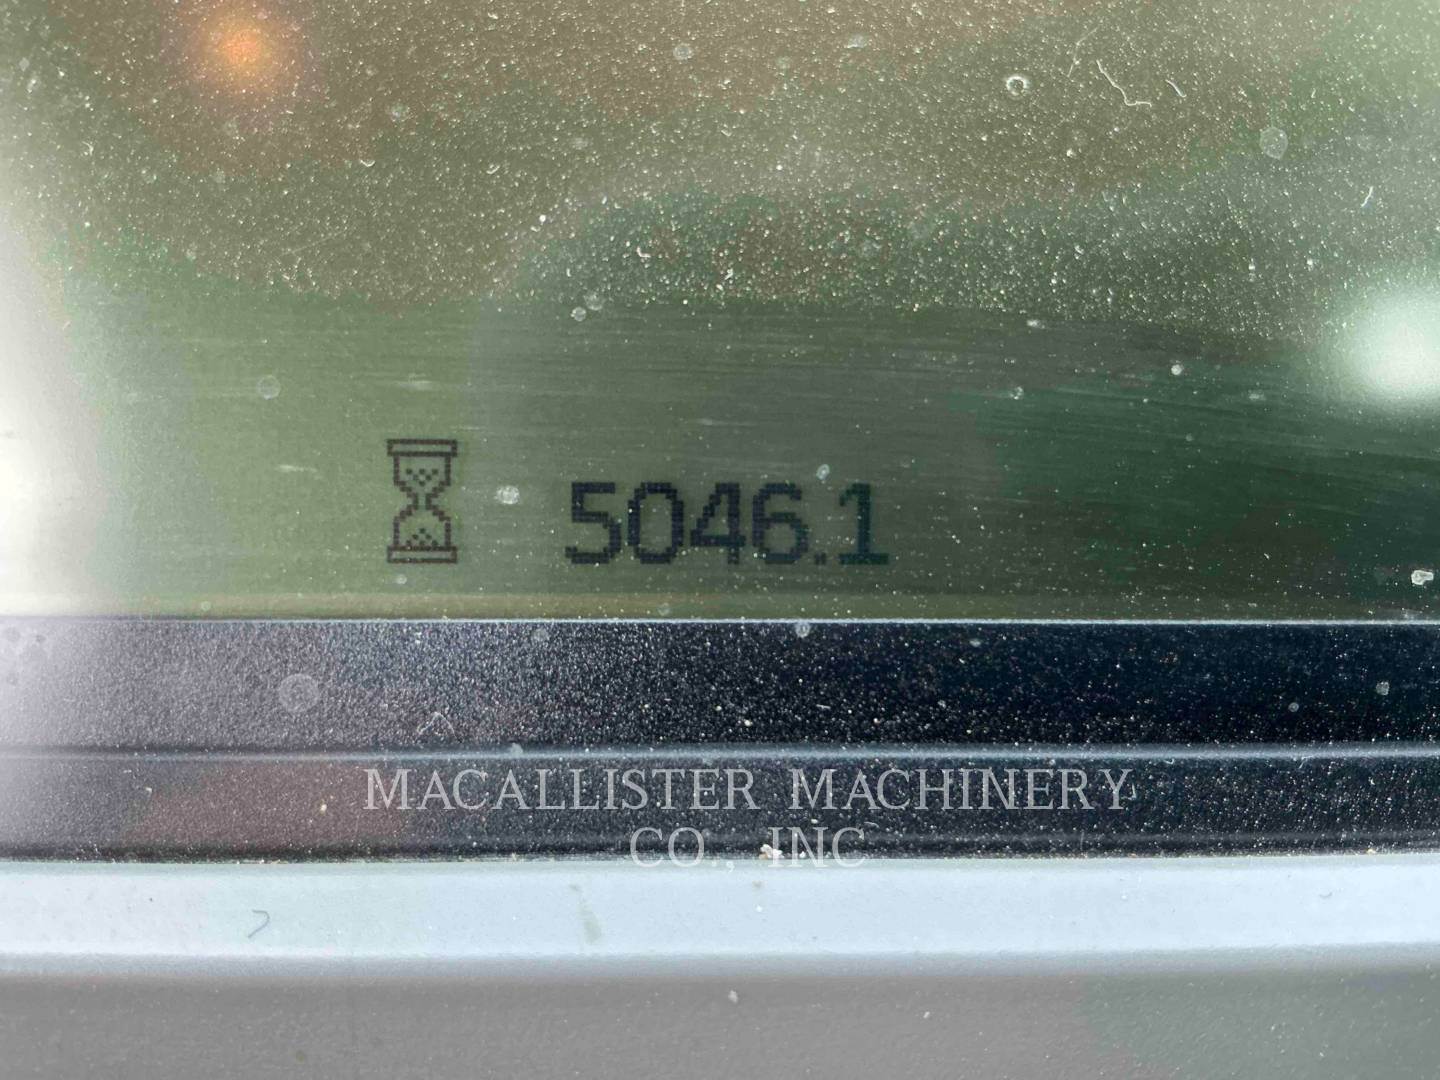 5046.1
MACALLISTER MACHINERY
CO., INC